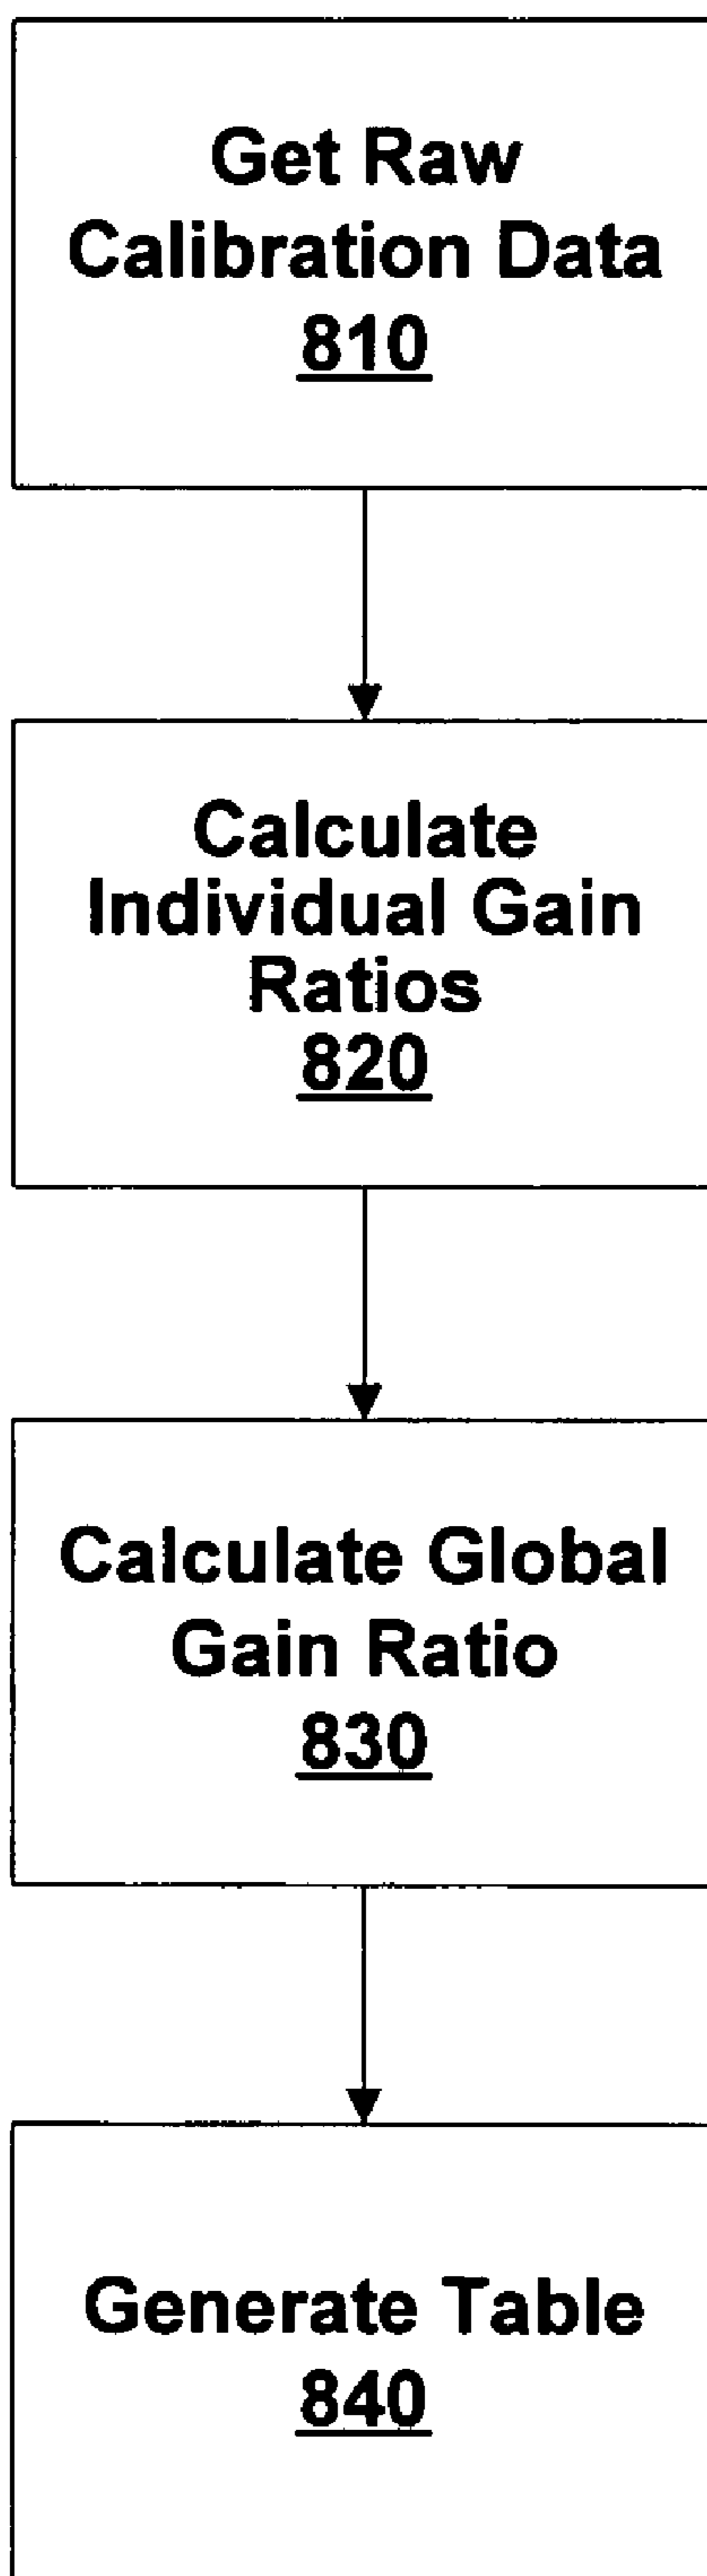 Get Raw
Calibration Data
810
Calculate
Individual Gain
Ratios
820
Calculate Global
Gain Ratio
830
Generate Table
840